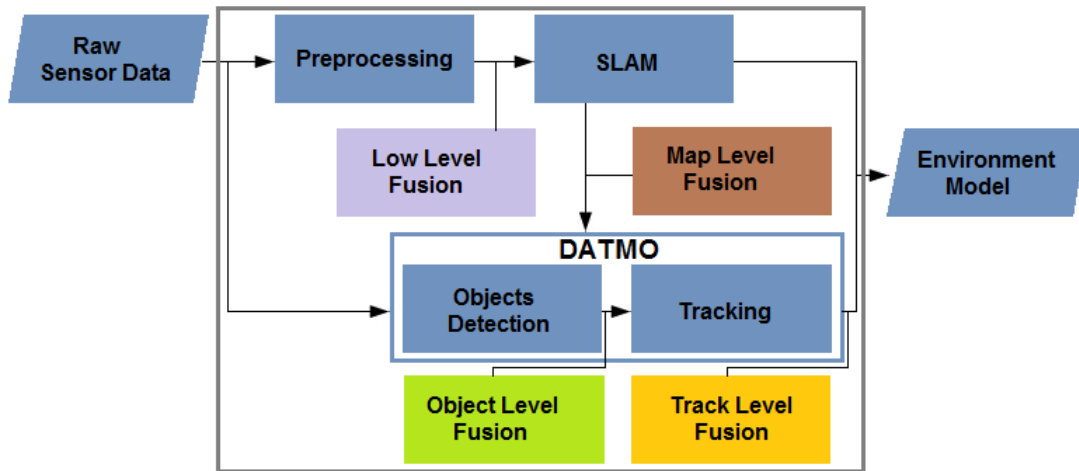 Raw
Sensor Data
Preprocessing
SLAM
Low Level
Fusion
Map Level
Fusion
Environment
Model
DATMO
Objects
Detection
Tracking
Object Level
Fusion
Track Level
Fusion